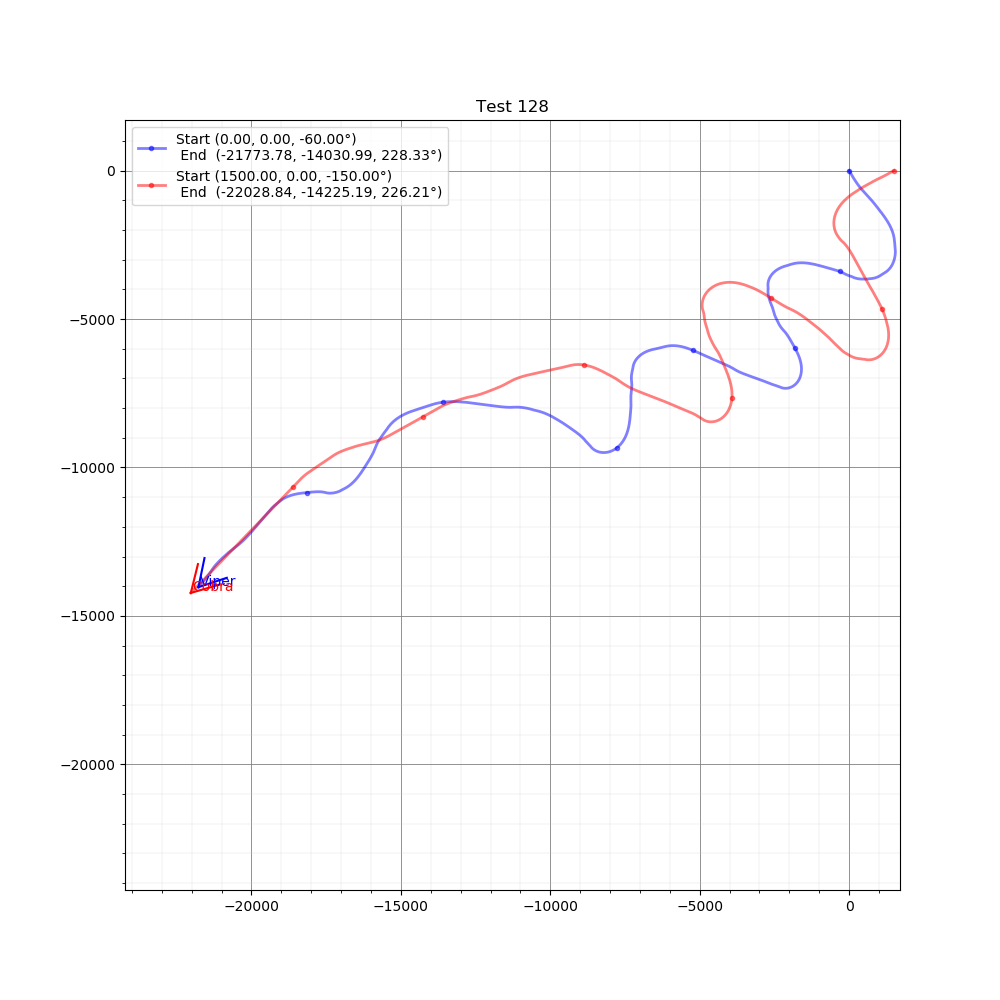 Test 128
Start (0.00, 0.00, -60.00°)
End (-21773.78, -14030.99, 228.33°)
Start (1500.00, 0.00, -150.00°)
End (-22028.84, -14225.19, 226.21°)
0
−5000
−10000
−15000
−20000
Viper
Cobra
−20000
−15000
−10000
−5000
0